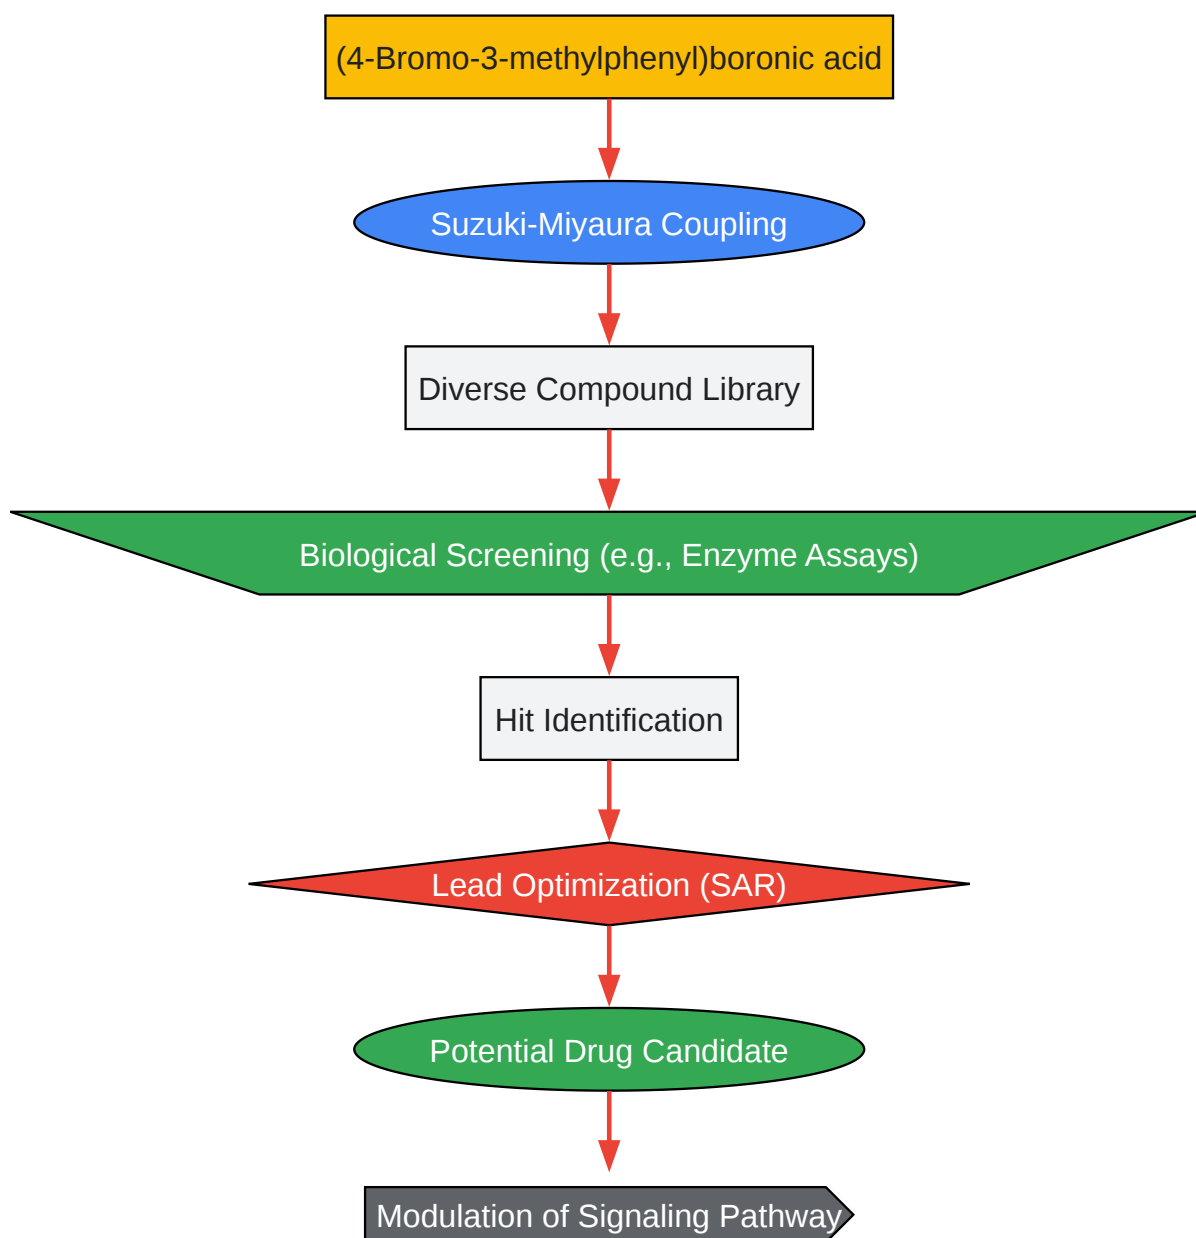 (4-Bromo-3-methylphenyl)boronic acid
Suzuki-Miyaura Coupling
Diverse Compound Library
Biological Screening (e.g., Enzyme Assays)
Hit Identification
Lead Optimization (SAR)
Potential Drug Candidate
Modulation of Signaling Pathway